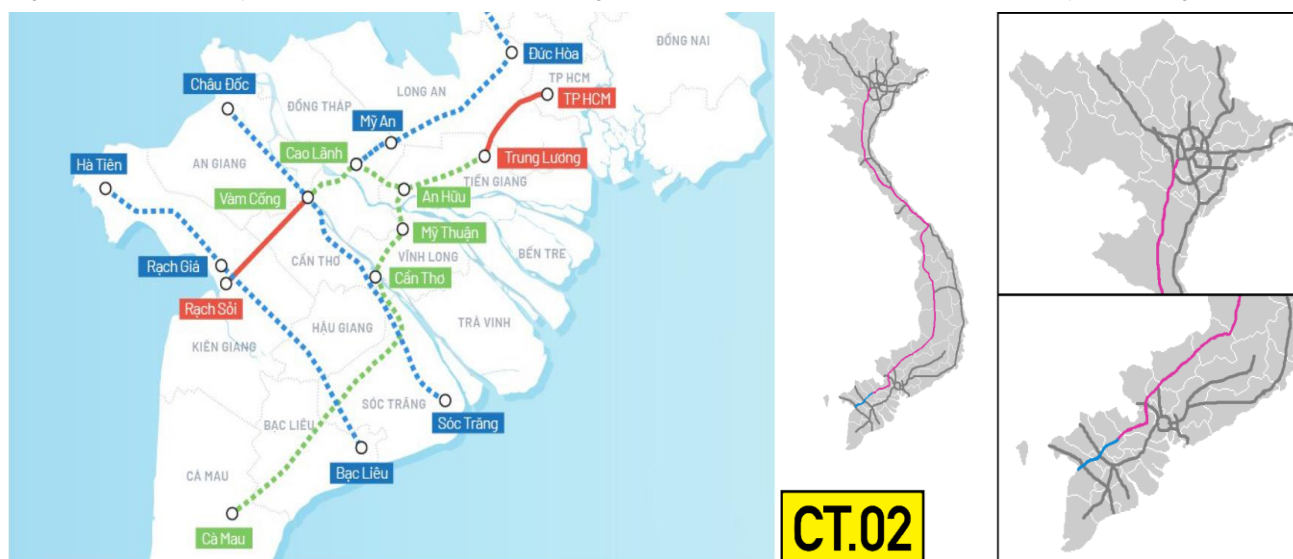 Đức Hòa
ĐỒNG NAI
TP HCM
Châu Đốc
LONG AN
TP HCM
ĐỒNG THÁP
Mỹ An
Cao Lãnh
Trung Lương
Hà Tiên
AN GIANG
TIỀN GIANG
Vàm Cống
An Hữu
Mỹ Thuận
BẾN TRE
VĨNH LONG
Rạch Giá
CẦN THƠ
Cần Thơ
Rạch Sỏi
TRÀ VINH
HẬU GIANG
KIÊN GIANG
SÓC TRĂNG
Sóc Trăng
BẠC LIÊU
Bạc Liêu
CÀ MAU
Cà Mau
CT.02